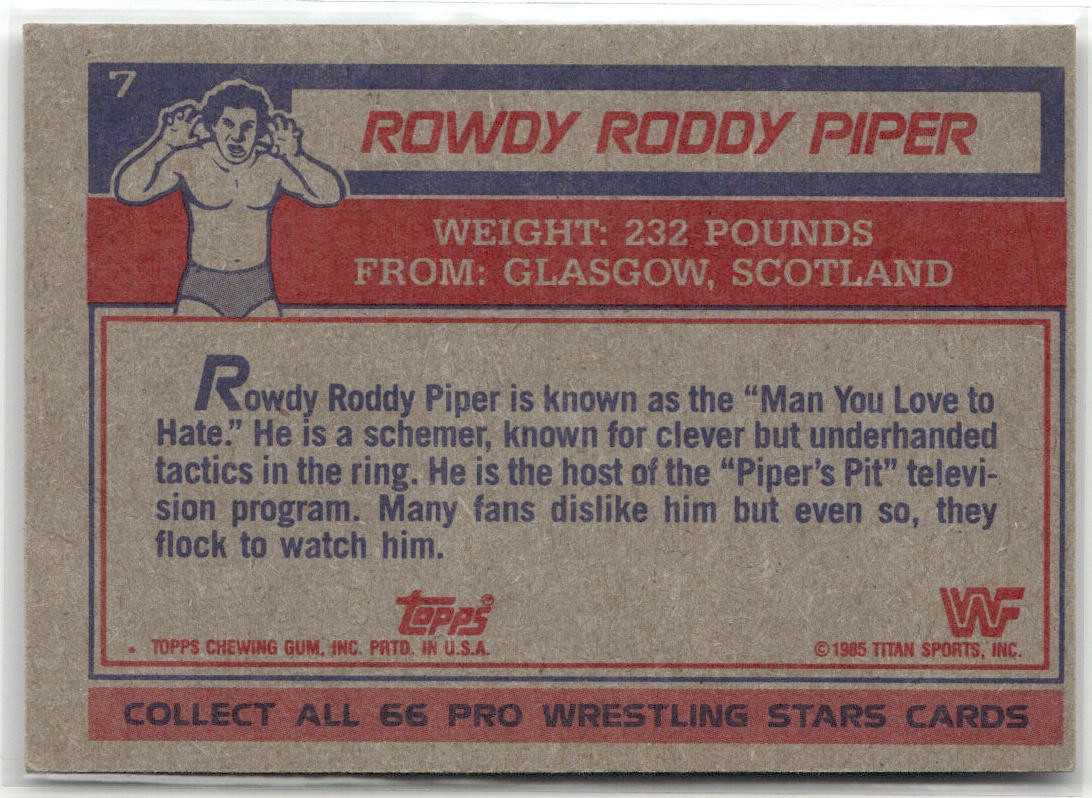 7
ROWDY RODDY PIPER
WEIGHT: 232 POUNDS
FROM: GLASGOW, SCOTLAND
Rowdy Roddy Piper is known as the “Man You Love to
Hate.” He is a schemer, known for clever but underhanded
tactics in the ring. He is the host of the “Piper’s Pit” televi-
sion program. Many fans dislike him but even so, they
flock to watch him.
topps
WF
TOPPS CHEWING GUM, INC. PRTD. IN U.S.A.
©1985 TITAN SPORTS, INC.
COLLECT ALL 66 PRO WRESTLING STARS CARDS